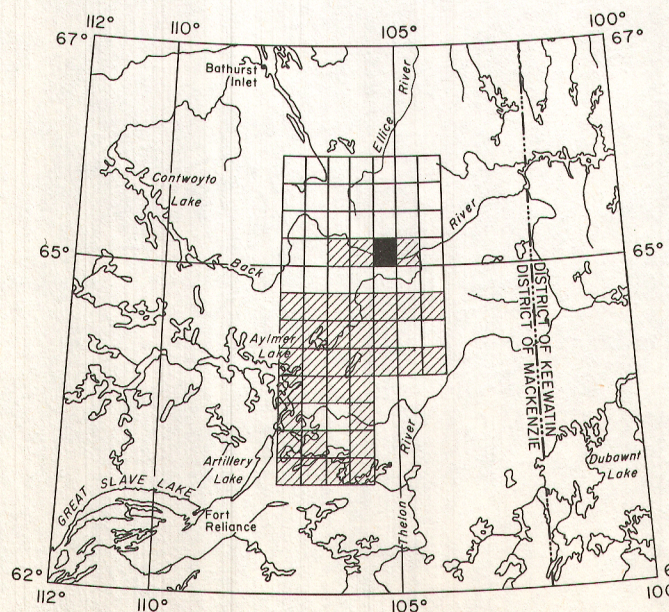 112°
110°
105°
100°
67°
67°
Bathurst
Inlet
Ellice
River
Contwoyto
Lake
River
65°
65°
Back
DISTRICT OF KEEWATIN
DISTRICT OF MACKENZIE
Aylmer
Lake
Artillery
Lake
River
Dubawnt
Lake
GREAT SLAVE LAKE
Fort
Reliance
Thelon
62°
112°
110°
105°